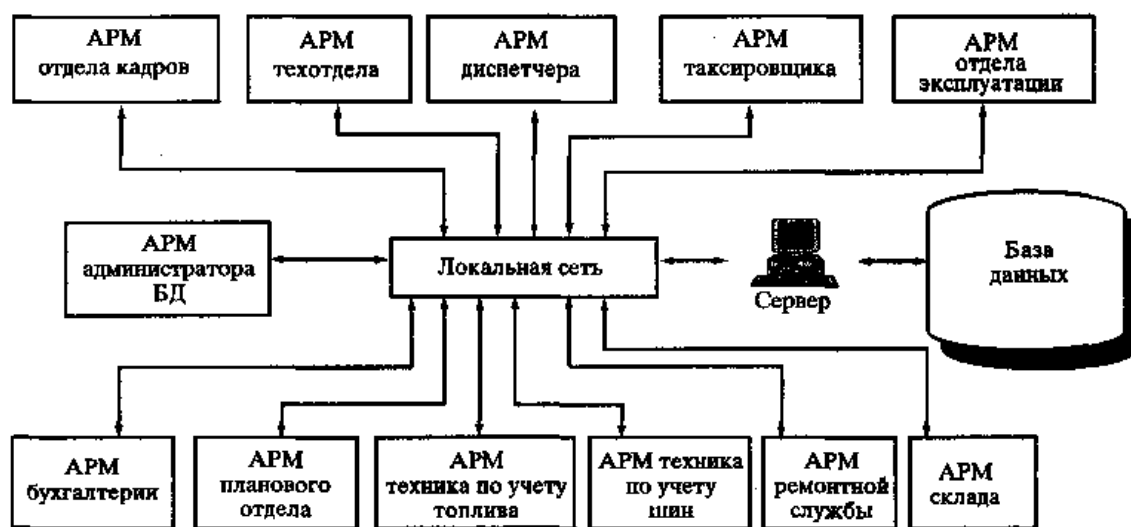 АРМ
отдела кадров
АРМ
техотдела
АРМ
диспетчера
АРМ
таксировщика
АРМ
отдела
эксплуатации
АРМ
администратора
БД
Локальная сеть
Сервер
База
данных
АРМ
бухгалтерии
АРМ
планового
отдела
АРМ
техника по учету
топлива
АРМ техника
по учету
шин
АРМ
ремонтной
службы
АРМ
склада